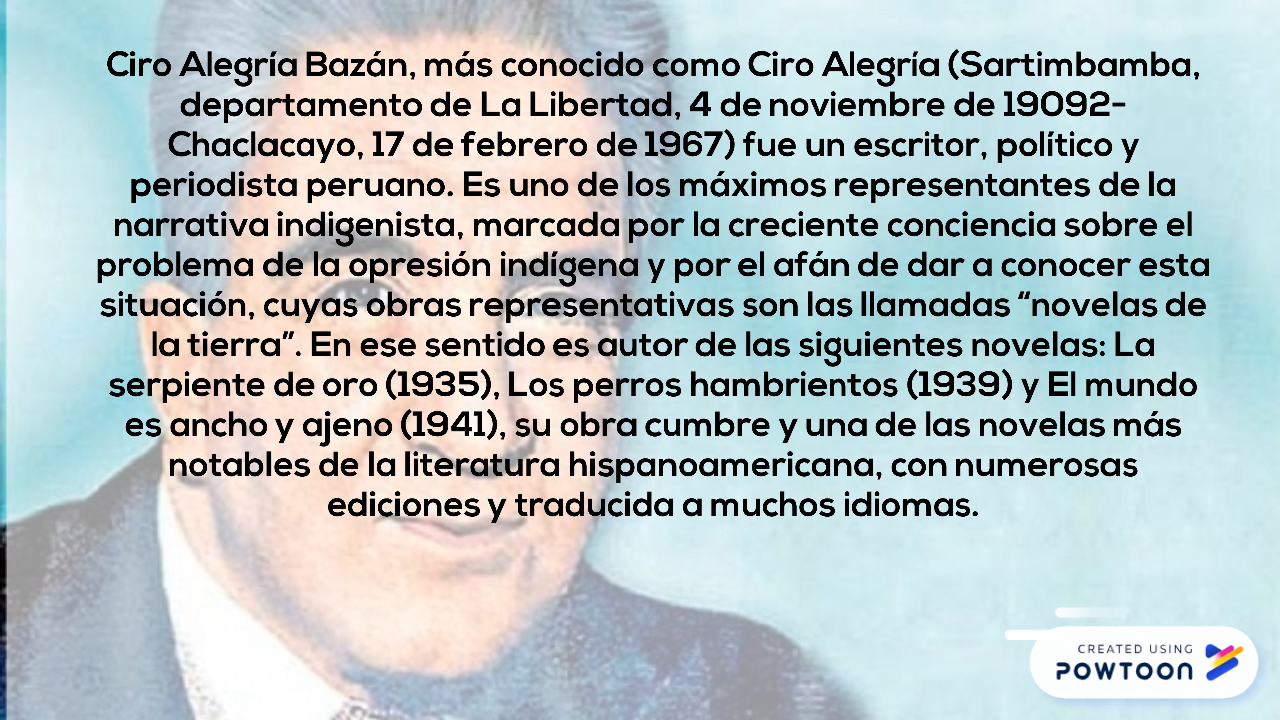 Ciro Alegría Bazán, más conocido como Ciro Alegría (Sartimbamba,
departamento de La Libertad, 4 de noviembre de 19092-
Chaclacayo, 17 de febrero de 1967) fue un escritor, político y
periodista peruano. Es uno de los máximos representantes de la
narrativa indigenista, marcada por la creciente conciencia sobre el
problema de la opresión indígena y por el afán de dar a conocer esta
situación, cuyas obras representativas son las llamadas “novelas de
la tierra”. En ese sentido es autor de las siguientes novelas: La
serpiente de oro (1935), Los perros hambrientos (1939) y El mundo
es ancho y ajeno (1941), su obra cumbre y una de las novelas más
notables de la literatura hispanoamericana, con numerosas
ediciones y traducida a muchos idiomas.
CREATED USING
POWTOON